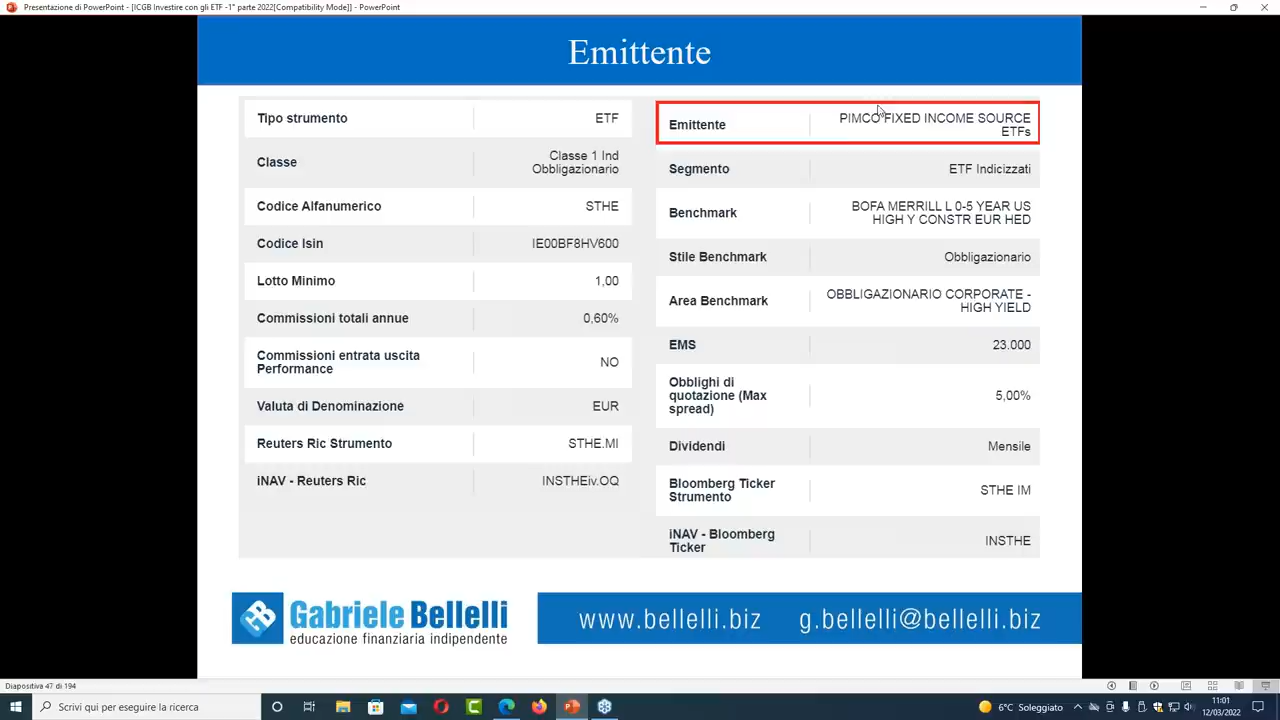 Presentazione di PowerPoint - [ICGB Investire con gli ETF -1° parte 2022[Compatibility Mode]] - PowerPoint
Emittente
Tipo strumento ETF
Classe Classe 1 Ind
Obbligazionario
Codice Alfanumerico STHE
Codice Isin IE00BF8HV600
Lotto Minimo 1,00
Commissioni totali annue 0,60%
Commissioni entrata uscita
Performance NO
Valuta di Denominazione EUR
Reuters Ric Strumento STHE.MI
iNAV - Reuters Ric INSTHEiv.OQ
Emittente PIMCO FIXED INCOME SOURCE
ETFs
Segmento ETF Indicizzati
Benchmark BOFA MERRILL L 0-5 YEAR US
HIGH Y CONSTR EUR HED
Stile Benchmark Obbligazionario
Area Benchmark OBBLIGAZIONARIO CORPORATE -
HIGH YIELD
EMS 23.000
Obblighi di
quotazione (Max
spread) 5,00%
Dividendi Mensile
Bloomberg Ticker
Strumento STHE IM
iNAV - Bloomberg
Ticker INSTHE
Gabriele Bellelli
educazione finanziaria indipendente
www.bellelli.biz g.bellelli@bellelli.biz
Diapositiva 47 di 194
Scrivi qui per eseguire la ricerca
6°C Soleggiato
11:01
12/03/2022